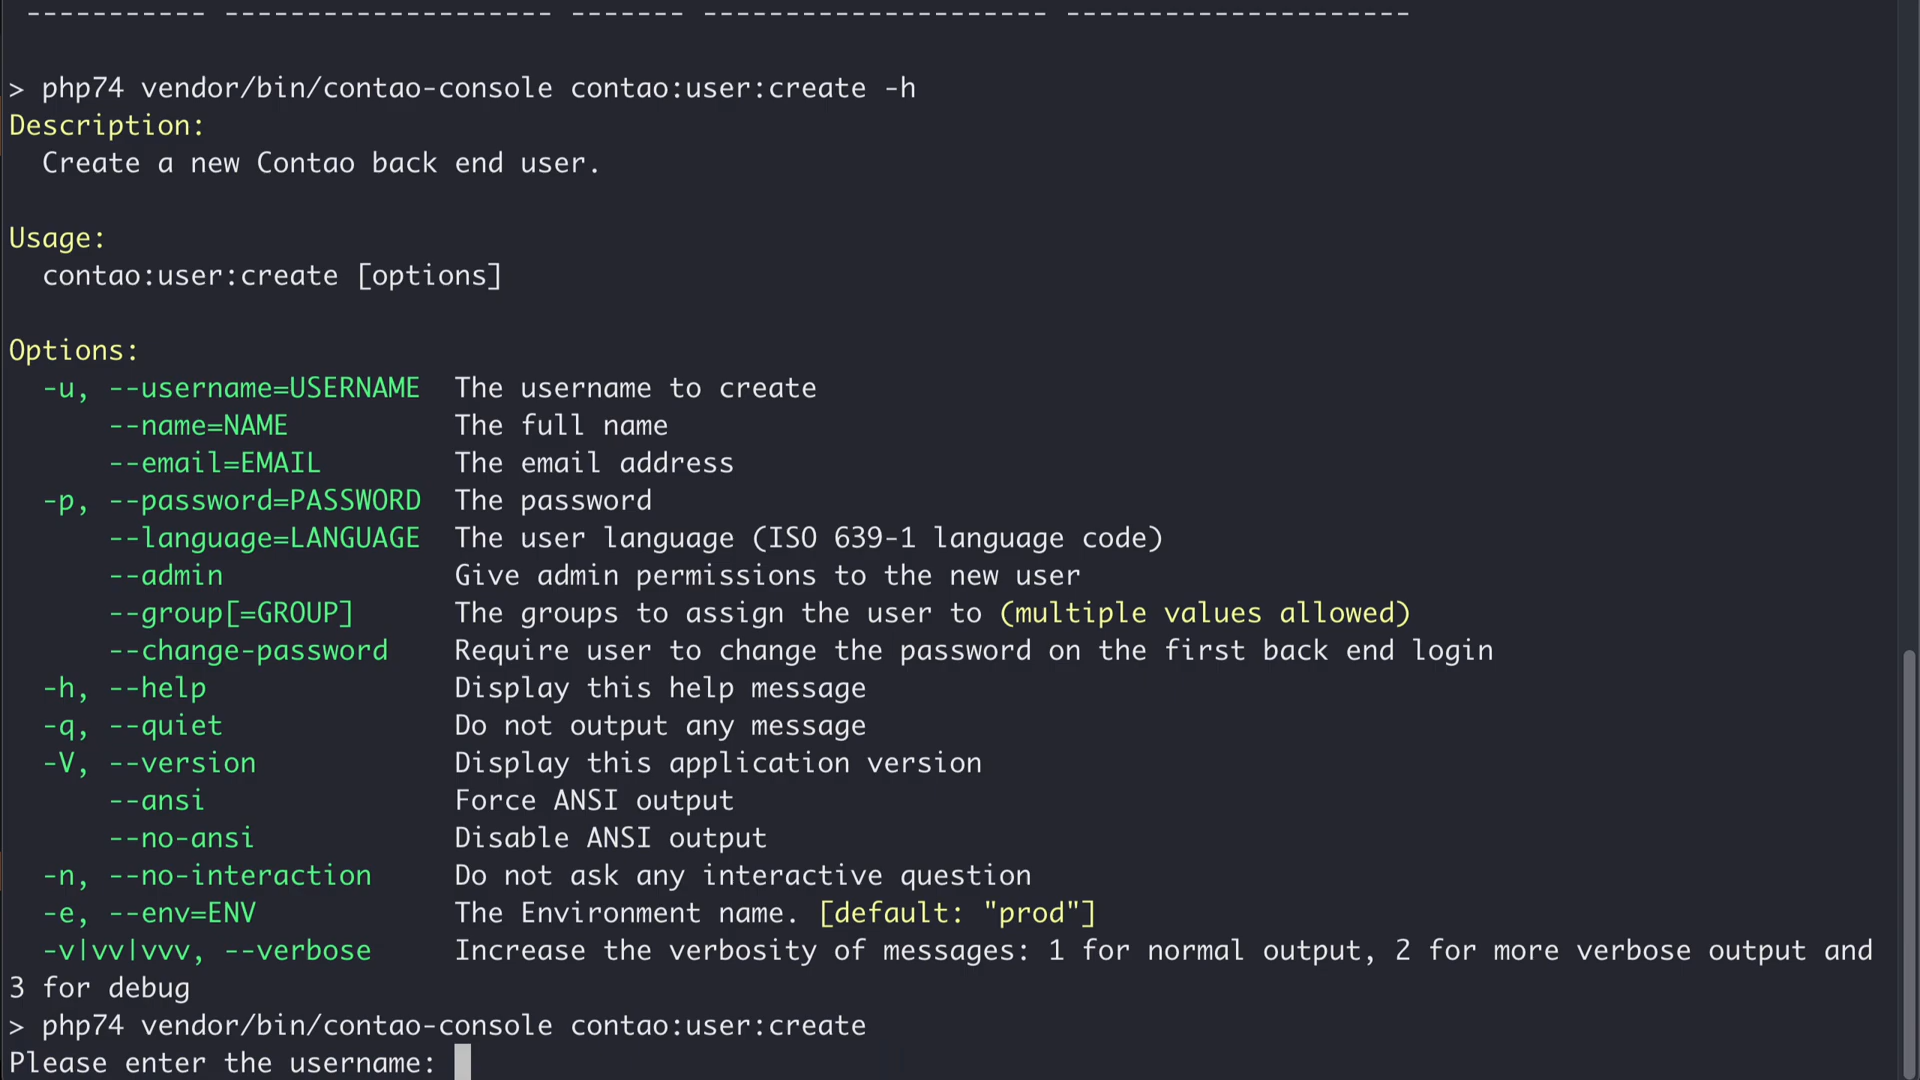 ----------- -------------------- ------- --------------------- ---------------------
> php74 vendor/bin/contao-console contao:user:create -h
Description:
  Create a new Contao back end user.
Usage:
  contao:user:create [options]
Options:
  -u, --username=USERNAME  The username to create
      --name=NAME          The full name
      --email=EMAIL        The email address
  -p, --password=PASSWORD  The password
      --language=LANGUAGE  The user language (ISO 639-1 language code)
      --admin              Give admin permissions to the new user
      --group[=GROUP]      The groups to assign the user to (multiple values allowed)
      --change-password    Require user to change the password on the first back end login
  -h, --help               Display this help message
  -q, --quiet              Do not output any message
  -V, --version            Display this application version
      --ansi               Force ANSI output
      --no-ansi            Disable ANSI output
  -n, --no-interaction     Do not ask any interactive question
  -e, --env=ENV            The Environment name. [default: "prod"]
  -v|vv|vvv, --verbose     Increase the verbosity of messages: 1 for normal output, 2 for more verbose output and
3 for debug
> php74 vendor/bin/contao-console contao:user:create
Please enter the username: